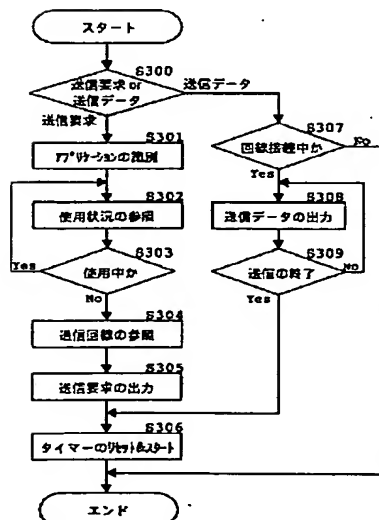 スタート
S300
送信要求 or
送信データ
送信データ
送信要求
S301
アプリケーションの識別
S302
使用状況の参照
S303
使用中か
Yes
No
S304
通信回線の参照
S305
送信要求の出力
S306
タイマーのリセット&スタート
エンド
S307
回線接続中か
No
Yes
S308
送信データの出力
S309
送信の終了
No
Yes